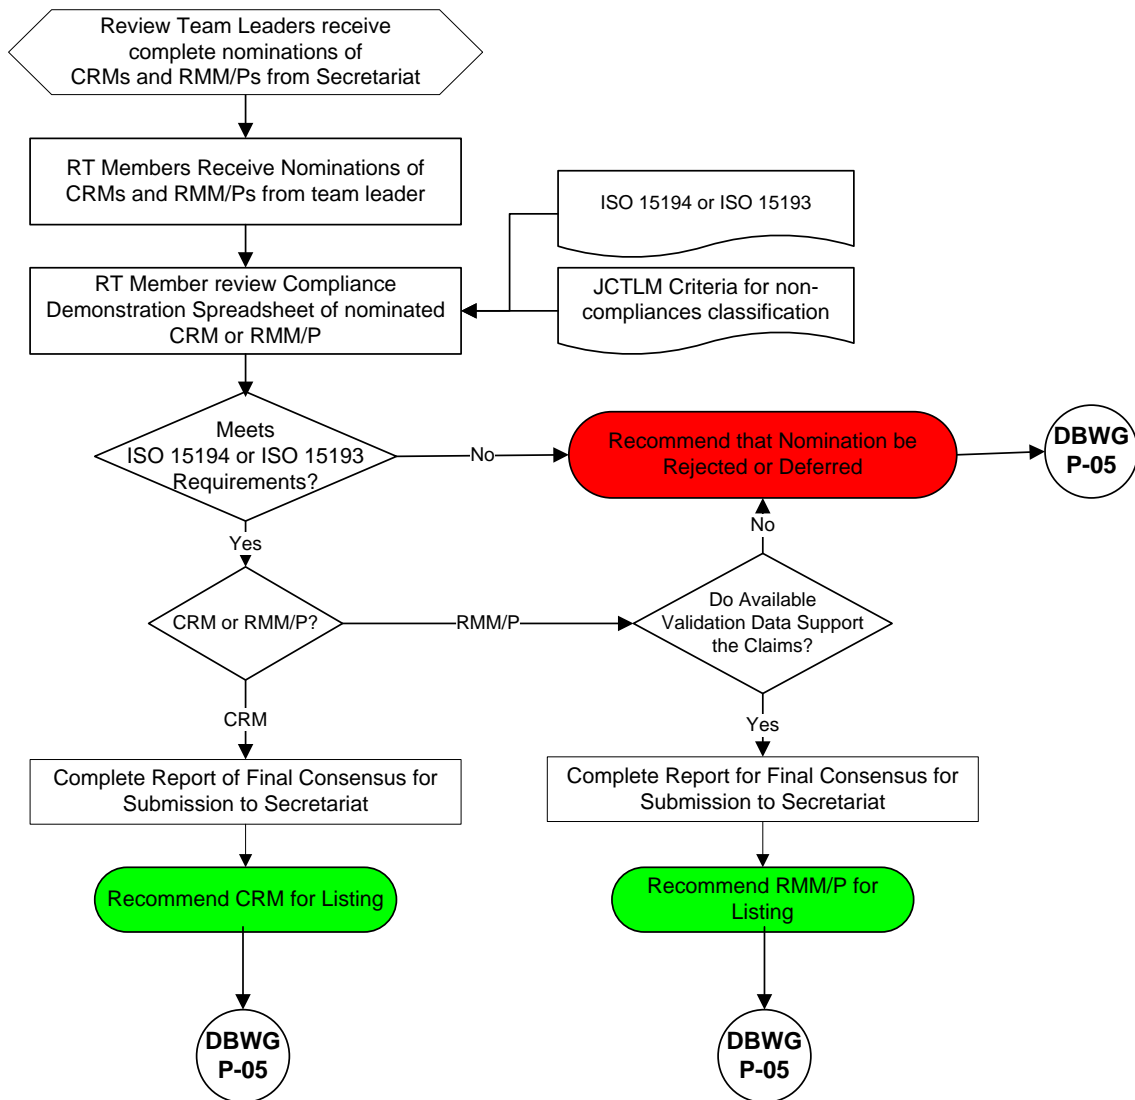 Review Team Leaders receive
complete nominations of
CRMs and RMM/Ps from Secretariat
RT Members Receive Nominations of
CRMs and RMM/Ps from team leader
ISO 15194 or ISO 15193
RT Member review Compliance
Demonstration Spreadsheet of nominated
CRM or RMM/P
JCTLM Criteria for non-
compliances classification
Meets
ISO 15194 or ISO 15193
Requirements?
No
Recommend that Nomination be
Rejected or Deferred
DBWG
P-05
Yes
No
CRM or RMM/P?
RMM/P
Do Available
Validation Data Support
the Claims?
CRM
Yes
Complete Report of Final Consensus for
Submission to Secretariat
Complete Report for Final Consensus for
Submission to Secretariat
Recommend CRM for Listing
Recommend RMM/P for
Listing
DBWG
P-05
DBWG
P-05